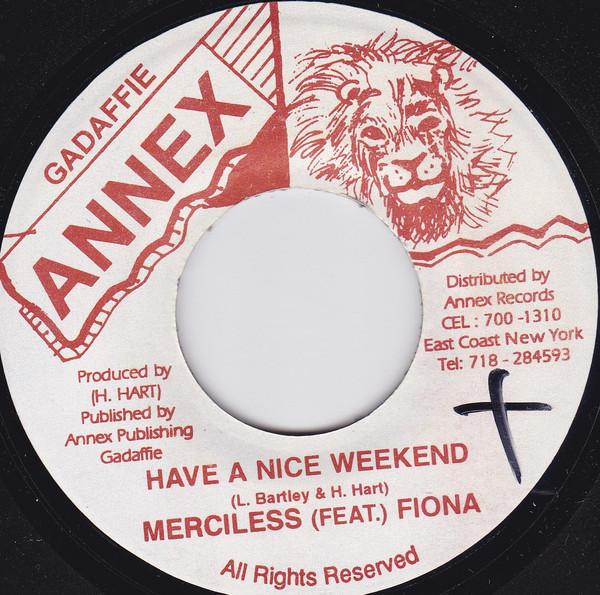 GADAFFIE
ANNEX
Distributed by
Annex Records
CEL : 700 -1310
East Coast New York
Tel: 718 - 284593
Produced by
(H. HART)
Published by
Annex Publishing
Gadaffie
HAVE A NICE WEEKEND
(L. Bartley & H. Hart)
MERCILESS (FEAT.) FIONA
All Rights Reserved